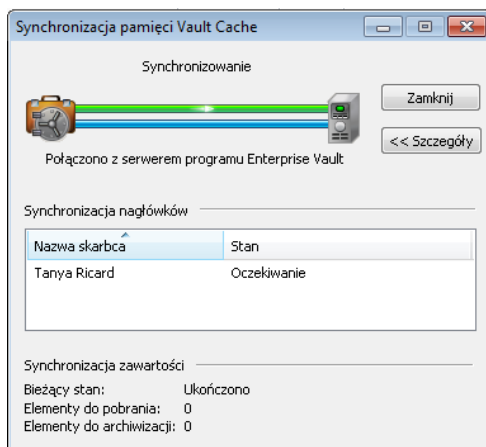 Synchronizacja pamięci Vault Cache
Synchronizowanie
Zamknij
<< Szczegóły
Połączono z serwerem programu Enterprise Vault
Synchronizacja nagłówków
Nazwa skarbca Stan
Tanya Ricard Oczekiwanie
Synchronizacja zawartości
Bieżący stan: Ukończono
Elementy do pobrania: 0
Elementy do archiwizacji: 0